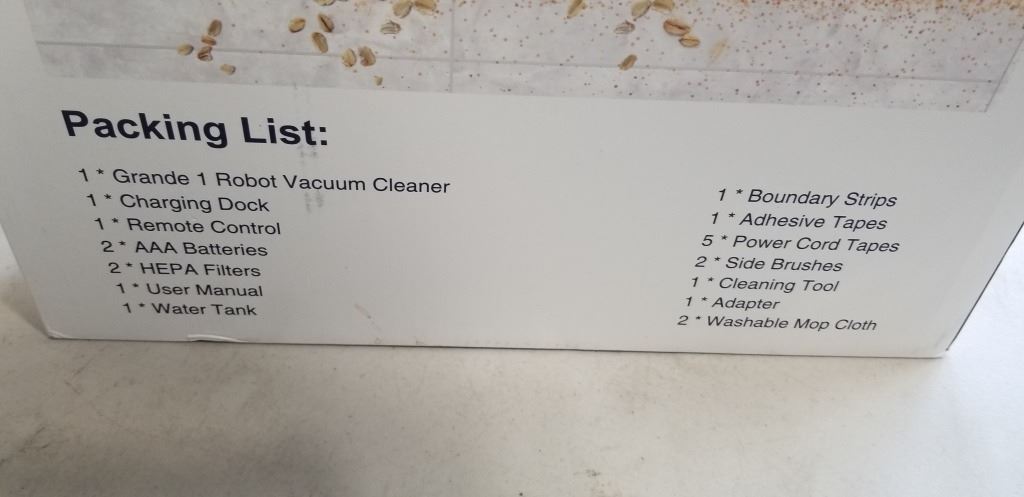 Packing List:
1 * Grande 1 Robot Vacuum Cleaner
1 * Charging Dock
1 * Remote Control
2 * AAA Batteries
2 * HEPA Filters
1 * User Manual
1 * Water Tank
1 * Boundary Strips
1 * Adhesive Tapes
5 * Power Cord Tapes
2 * Side Brushes
1 * Cleaning Tool
1 * Adapter
2 * Washable Mop Cloth